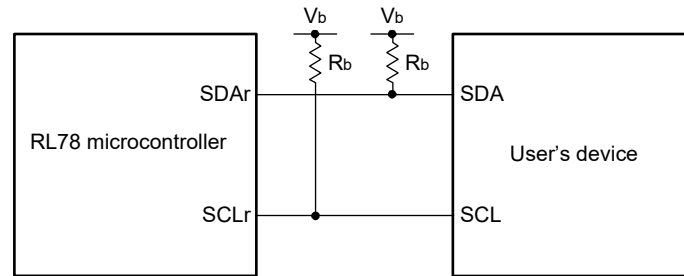 Vb
Vb
Rb
Rb
SDAr
SDA
RL78 microcontroller
User’s device
SCLr
SCL